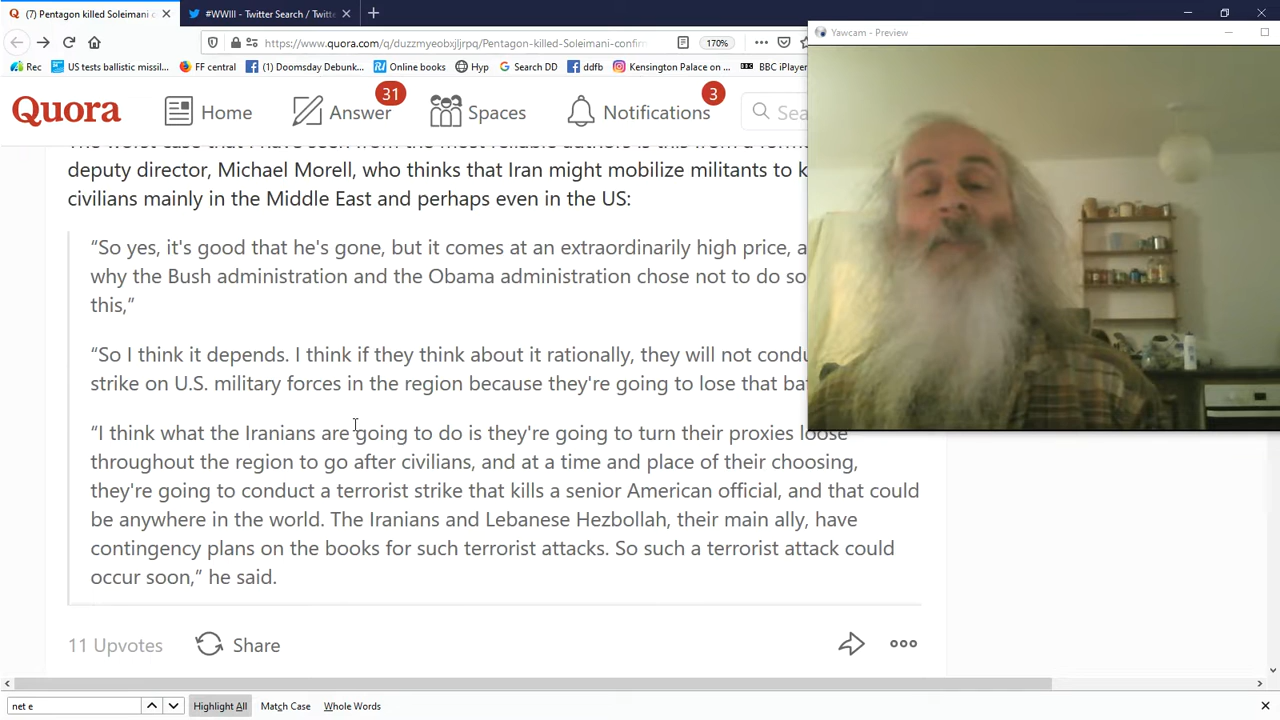 (7) Pentagon killed Soleimani c
#WWIII - Twitter Search / Twitte
https://www.quora.com/q/duzzmyeobxjljrpq/Pentagon-killed-Soleimani-confirm
170%
Rec
US tests ballistic missil...
FF central
(1) Doomsday Debunk...
Online books
Hyp
Search DD
ddfb
Kensington Palace on ...
BBC iPlayer
Yawcam - Preview
Quora
Home
31
Answer
Spaces
3
Notifications
Sea
deputy director, Michael Morell, who thinks that Iran might mobilize militants to k
civilians mainly in the Middle East and perhaps even in the US:
“So yes, it's good that he's gone, but it comes at an extraordinarily high price, a
why the Bush administration and the Obama administration chose not to do so
this,”
“So I think it depends. I think if they think about it rationally, they will not condu
strike on U.S. military forces in the region because they're going to lose that bat
“I think what the Iranians are going to do is they're going to turn their proxies loose
throughout the region to go after civilians, and at a time and place of their choosing,
they're going to conduct a terrorist strike that kills a senior American official, and that could
be anywhere in the world. The Iranians and Lebanese Hezbollah, their main ally, have
contingency plans on the books for such terrorist attacks. So such a terrorist attack could
occur soon,” he said.
11 Upvotes
Share
net e
Highlight All
Match Case
Whole Words